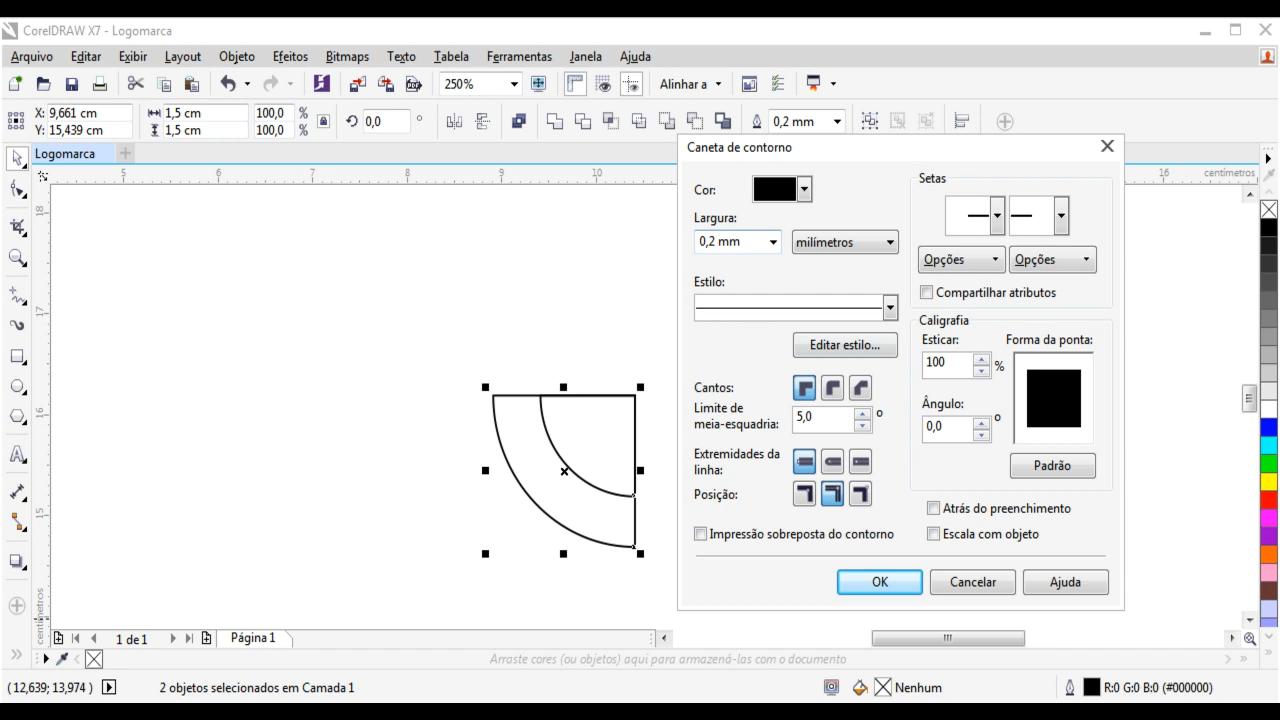 CorelDRAW X7 - Logomarca
Arquivo Editar Exibir Layout Objeto Efeitos Bitmaps Texto Tabela Ferramentas Janela Ajuda
250% Alinhar a
X: 9,661 cm 1,5 cm 100,0 % 0,0 ° 0,2 mm
Y: 15,439 cm 1,5 cm 100,0 %
Logomarca
5 6 7 8 9 10 16 centímetros
18
17
16
15
centímetros
Caneta de contorno
Cor:
Largura:
0,2 mm milímetros
Estilo:
Editar estilo...
Cantos:
Limite de
meia-esquadria: 5,0 °
Extremidades da
linha:
Posição:
Impressão sobreposta do contorno
Setas
Opções Opções
Compartilhar atributos
Caligrafia
Esticar: Forma da ponta:
100 %
Ângulo:
0,0 °
Padrão
Atrás do preenchimento
Escala com objeto
OK Cancelar Ajuda
1 de 1 Página 1
Arraste cores (ou objetos) aqui para armazená-las com o documento
(12,639; 13,974 ) 2 objetos selecionados em Camada 1 Nenhum R:0 G:0 B:0 (#000000)